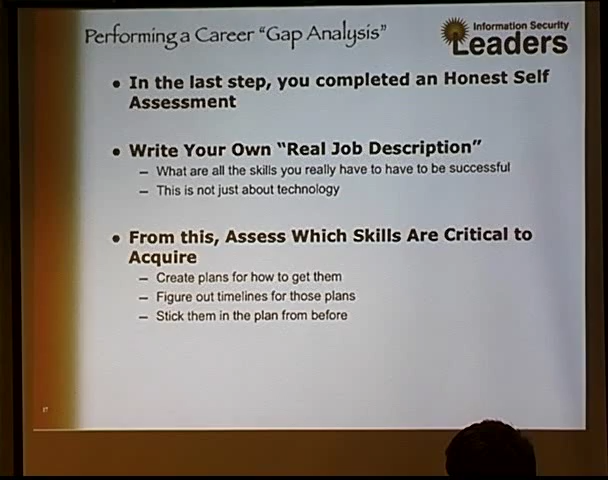 Performing a Career "Gap Analysis"
Information Security
Leaders
• In the last step, you completed an Honest Self
Assessment
• Write Your Own "Real Job Description"
– What are all the skills you really have to have to be successful
– This is not just about technology
• From this, Assess Which Skills Are Critical to
Acquire
– Create plans for how to get them
– Figure out timelines for those plans
– Stick them in the plan from before